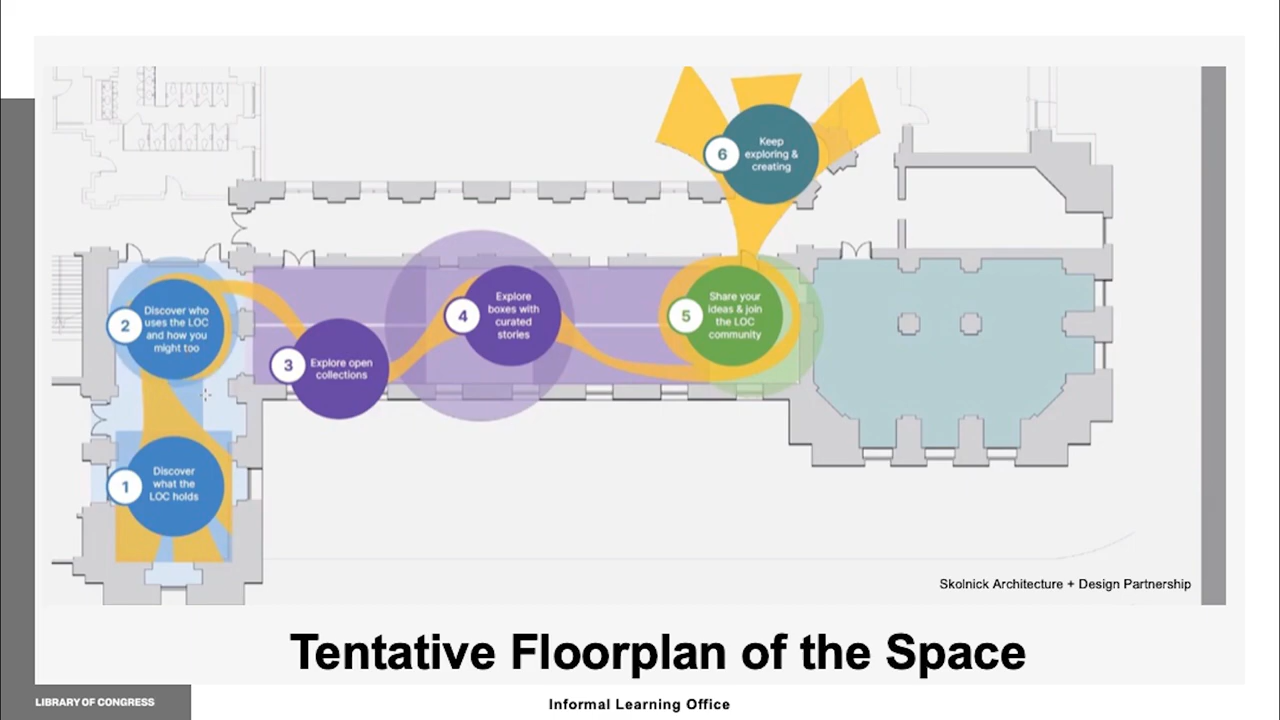 6
Keep
exploring &
creating
2
Discover who
uses the LOC
and how you
might too
3
Explore open
collections
4
Explore
boxes with
curated
stories
5
Share your
ideas & join
the LOC
community
1
Discover
what the
LOC holds
Skolnick Architecture + Design Partnership
Tentative Floorplan of the Space
LIBRARY OF CONGRESS
Informal Learning Office